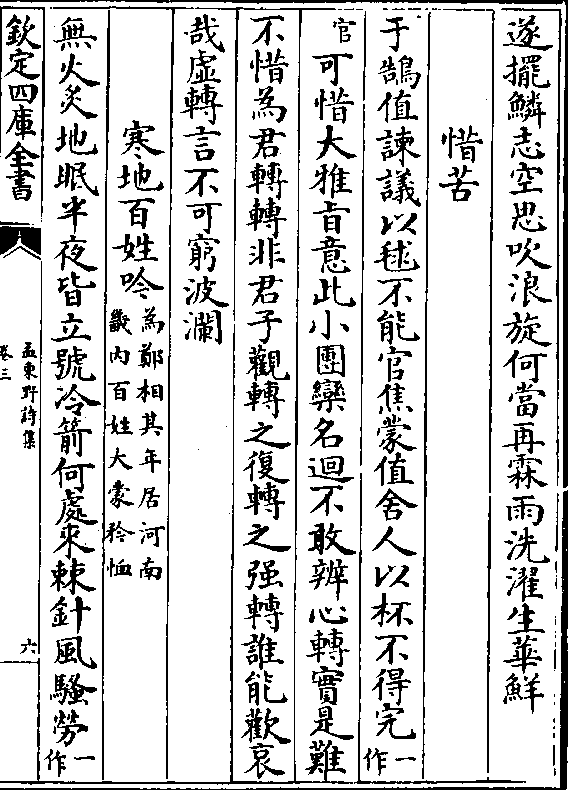 遂擺鱗志空思吹浪旋何當再霖雨洗濯生華鮮
惜苦
于鵠值諫議以毬不能官焦蒙值舍人以杯不得完一作
官可惜大雅旨意此小團欒名迴不敢辨心轉實是難
不惜為君轉轉非君子觀轉之復轉之强轉誰能歡哀
哉虛轉言不可窮波瀾
寒地百姓吟為鄭相其年居河南
畿内百姓大蒙矜恤
無火炙地眠半夜皆立號冷箭何處來棘針風騷勞一作
欽定四庫全書
孟東野詩集
卷三
六